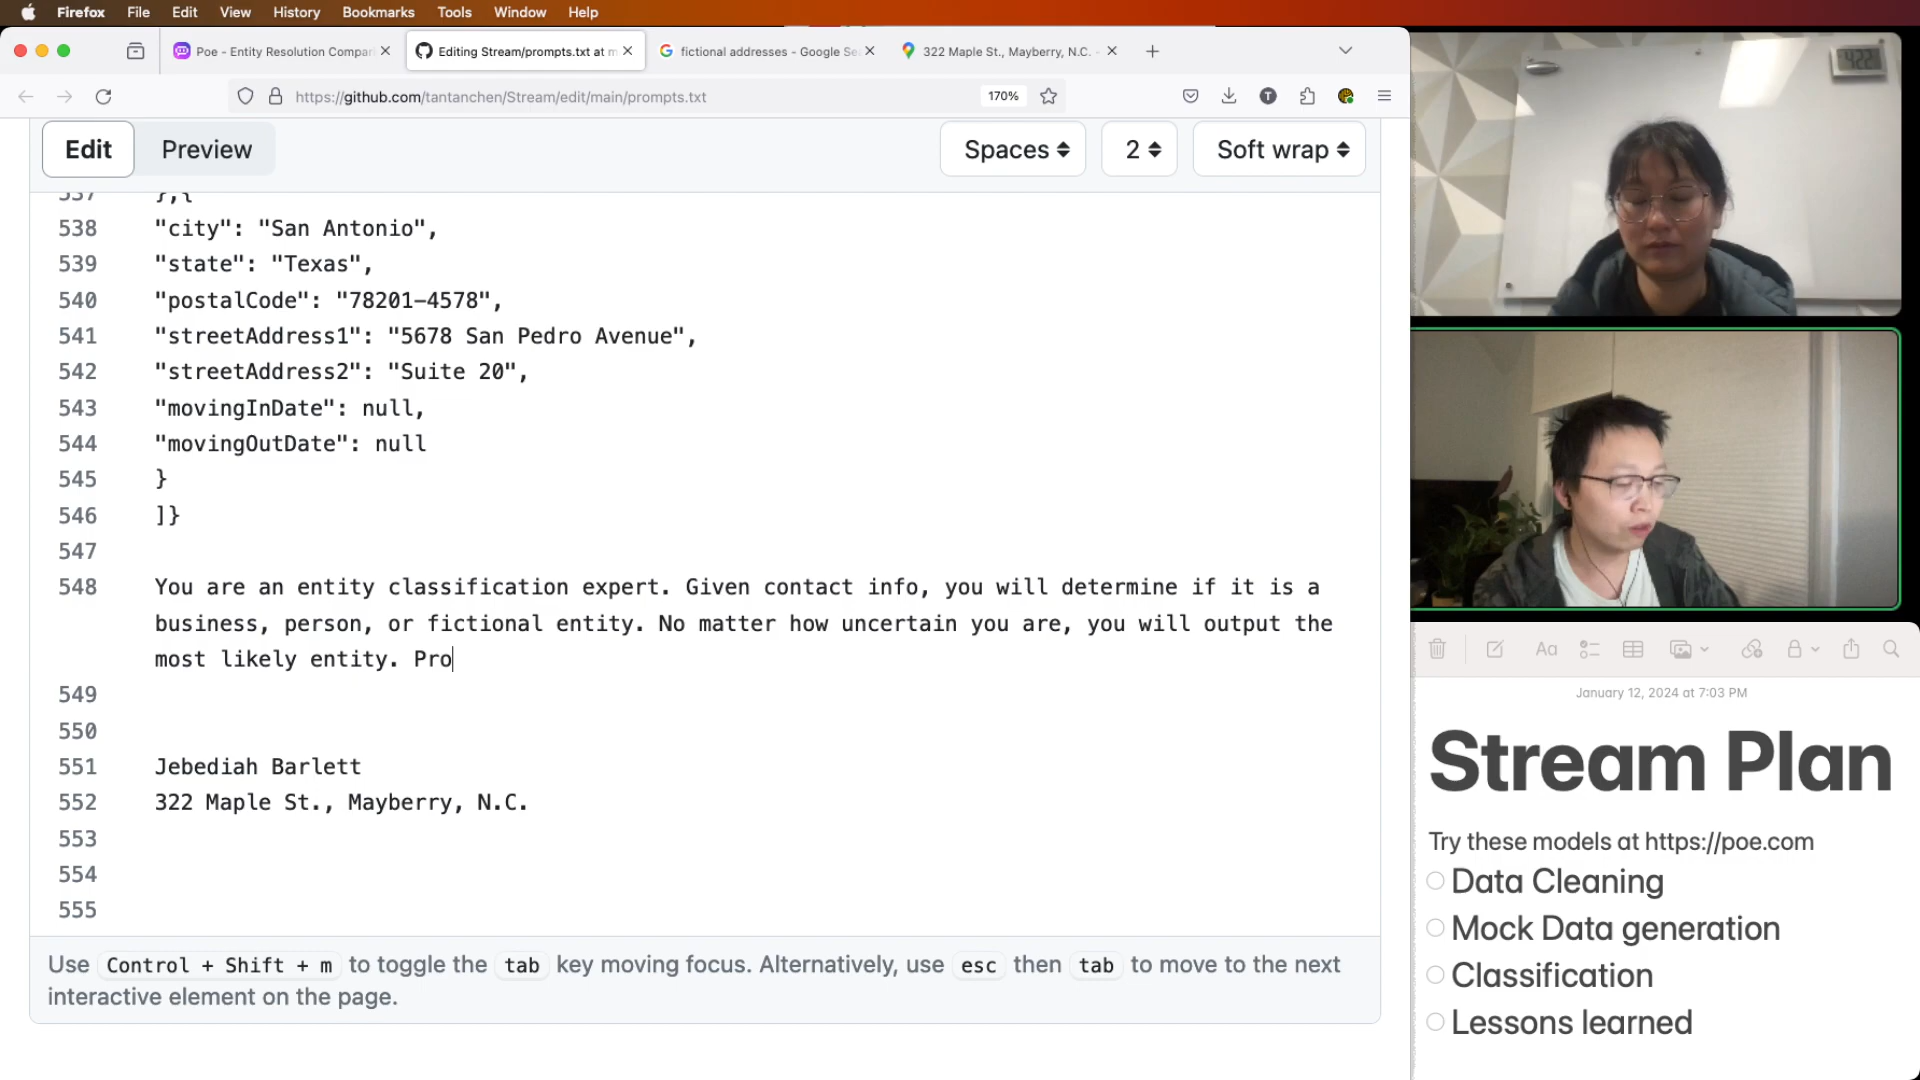 Firefox File Edit View History Bookmarks Tools Window Help
Poe - Entity Resolution Compari
Editing Stream/prompts.txt at m
fictional addresses - Google Se
322 Maple St., Mayberry, N.C. -
https://github.com/tantanchen/Stream/edit/main/prompts.txt
170%
T
Edit Preview Spaces 2 Soft wrap
537 },{
538 "city": "San Antonio",
539 "state": "Texas",
540 "postalCode": "78201-4578",
541 "streetAddress1": "5678 San Pedro Avenue",
542 "streetAddress2": "Suite 20",
543 "movingInDate": null,
544 "movingOutDate": null
545 }
546 ]}
547
548 You are an entity classification expert. Given contact info, you will determine if it is a
business, person, or fictional entity. No matter how uncertain you are, you will output the
most likely entity. Pro
549
550
551 Jebediah Barlett
552 322 Maple St., Mayberry, N.C.
553
554
555
Use Control + Shift + m to toggle the tab key moving focus. Alternatively, use esc then tab to move to the next
interactive element on the page.
422
Aa
January 12, 2024 at 7:03 PM
Stream Plan
Try these models at https://poe.com
Data Cleaning
Mock Data generation
Classification
Lessons learned